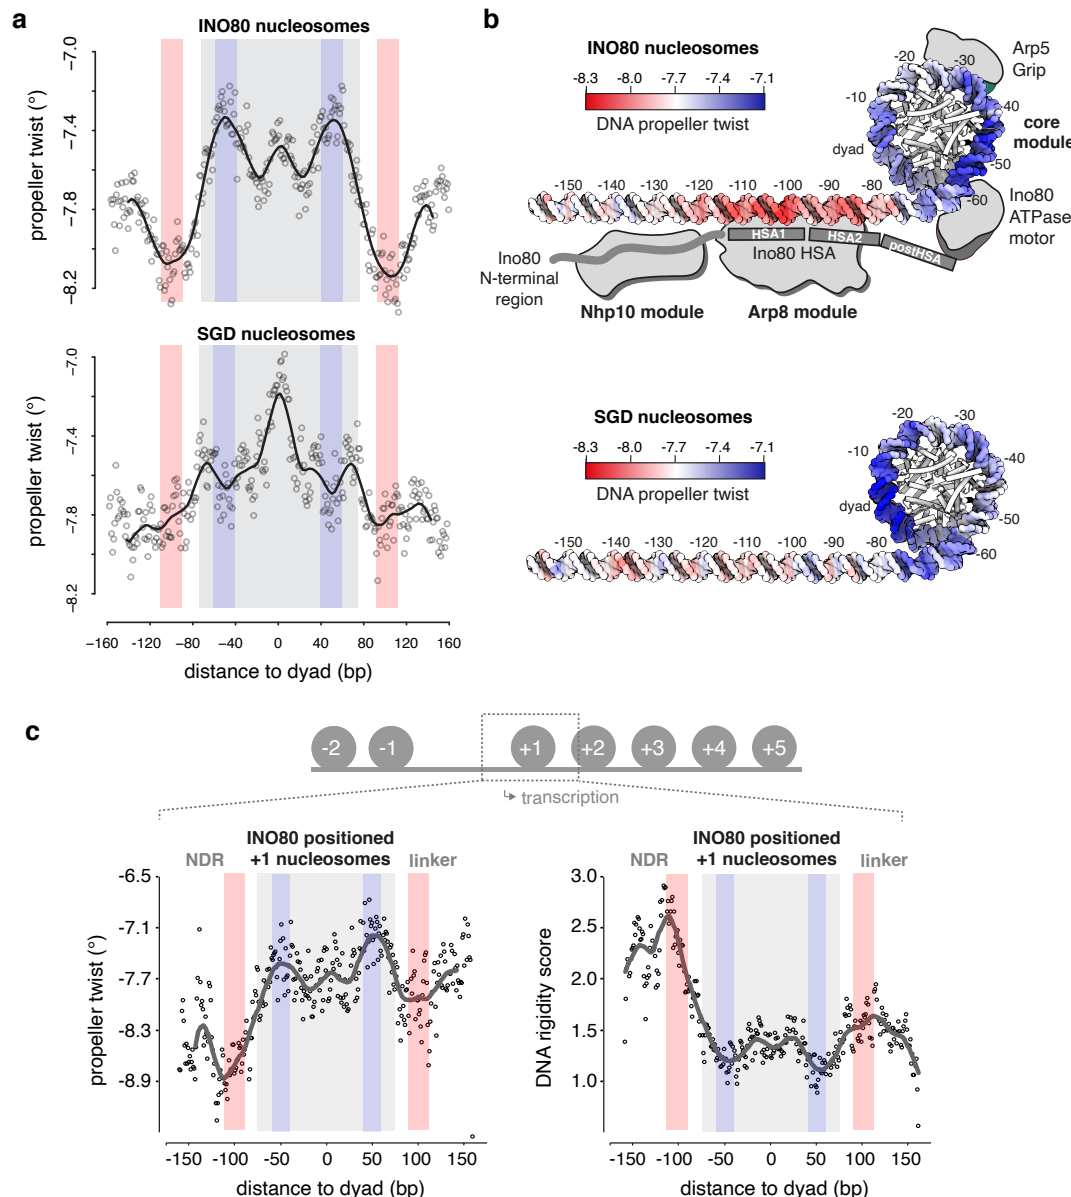 a
INO80 nucleosomes
propeller twist (°)
−7.0
−7.4
−7.8
−8.2
SGD nucleosomes
propeller twist (°)
−7.0
−7.4
−7.8
−8.2
−160 -120 -80 −40 0 40 80 120 160
distance to dyad (bp)
b
INO80 nucleosomes
-8.3 -8.0 -7.7 -7.4 -7.1
DNA propeller twist
Arp5
Grip
-20 -30
-10 40
core
module
dyad
-50
-60
-150 -140 -130 -120 -110 -100 -90 -80
Ino80
ATPase
motor
HSA1 HSA2 postHSA
Ino80 HSA
Ino80
N-terminal
region
Nhp10 module Arp8 module
SGD nucleosomes
-8.3 -8.0 -7.7 -7.4 -7.1
DNA propeller twist
-20 -30
-10 -40
dyad
-50
-60
-150 -140 -130 -120 -110 -100 -90 -80
c
-2 -1 +1 +2 +3 +4 +5
transcription
INO80 positioned
NDR +1 nucleosomes linker
propeller twist (°)
-6.5
-7.1
-7.7
-8.3
-8.9
-150 -100 -50 0 50 100 150
distance to dyad (bp)
INO80 positioned
NDR +1 nucleosomes linker
DNA rigidity score
3.0
2.5
2.0
1.5
1.0
-150 -100 -50 0 50 100 150
distance to dyad (bp)